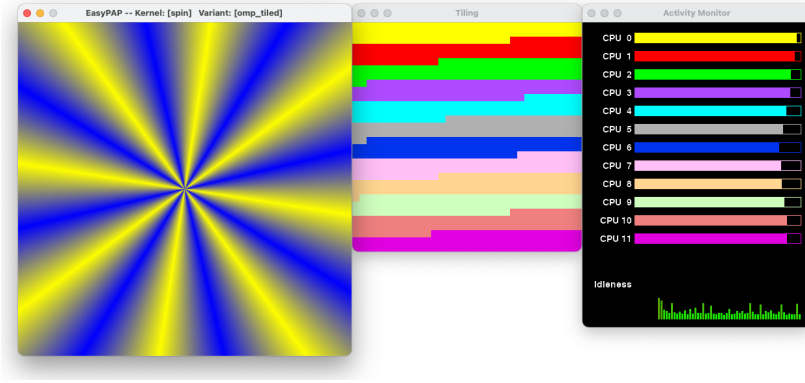 EasyPAP -- Kernel: [spin] Variant: [omp_tiled]
Tiling
Activity Monitor
CPU 0
CPU 1
CPU 2
CPU 3
CPU 4
CPU 5
CPU 6
CPU 7
CPU 8
CPU 9
CPU 10
CPU 11
Idleness